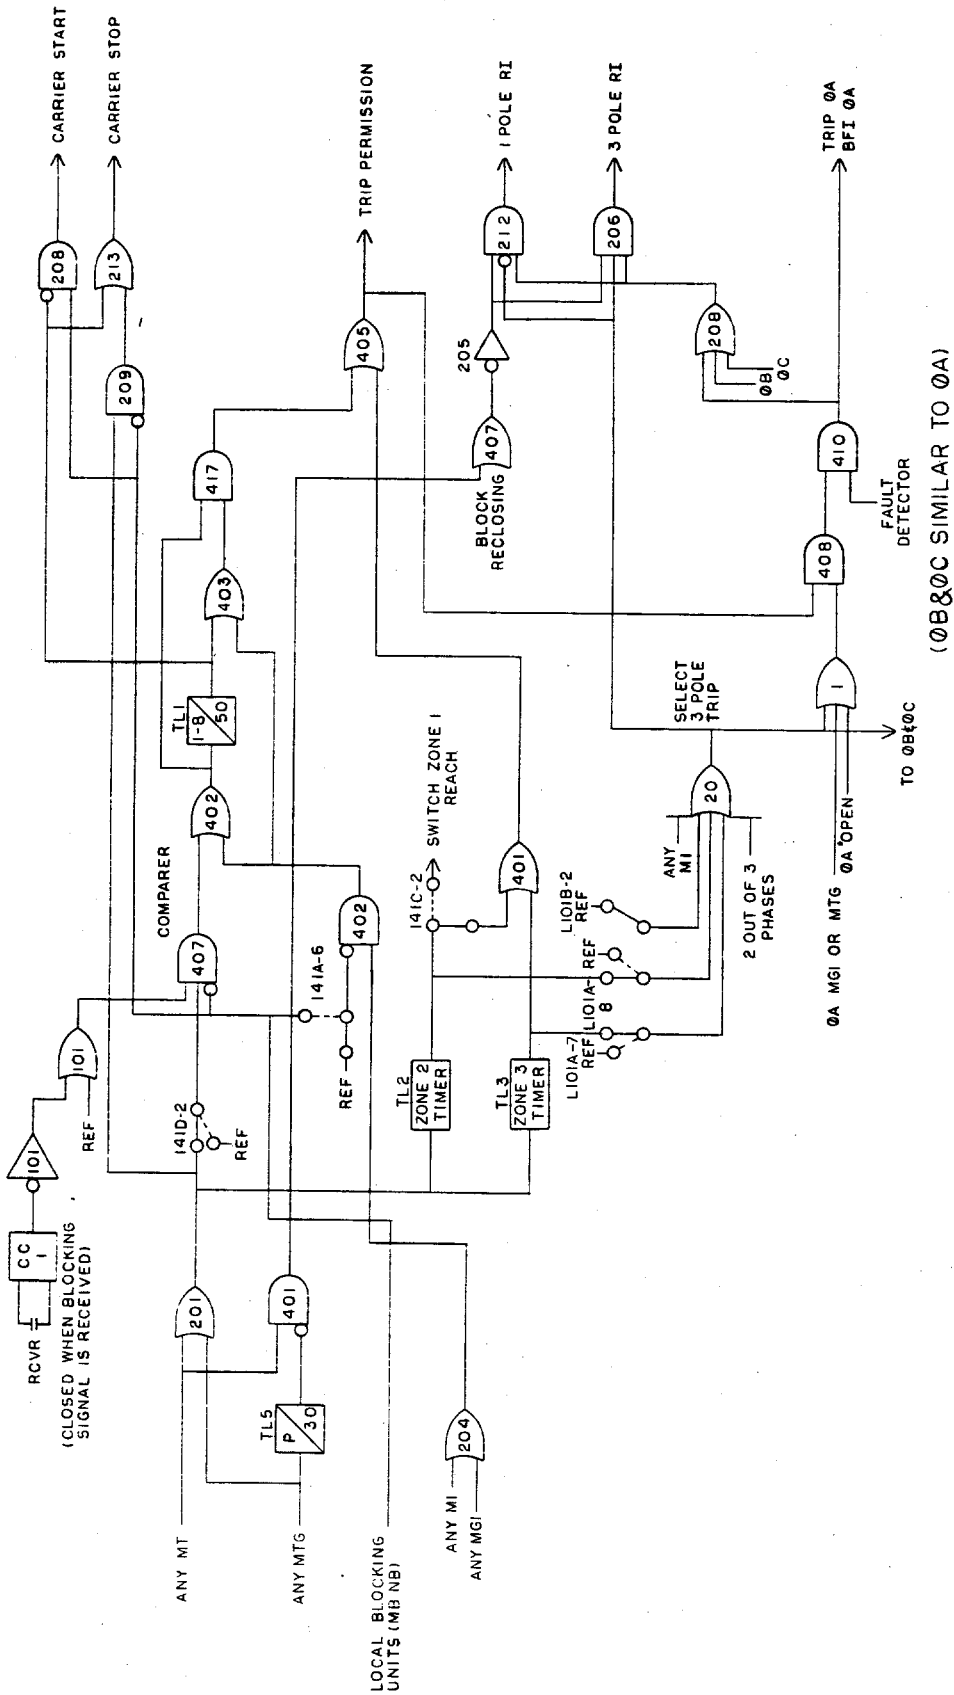 RCVR
CC
1
(CLOSED WHEN BLOCKING
SIGNAL IS RECEIVED)
101
101
REF
141D-2
REF
COMPARER
407
402
TL1
1-8
50
403
417
209
208
213
CARRIER START
CARRIER STOP
ANY MT
201
TL5
P
30
401
ANY MTG
LOCAL BLOCKING
UNITS (MB NB)
141A-6
REF
402
ANY MI
ANY MGI
204
TL2
ZONE 2
TIMER
TL3
ZONE 3
TIMER
141C-2
SWITCH ZONE 1
REACH
401
405
TRIP PERMISSION
BLOCK
RECLOSING
407
205
212
1 POLE RI
206
3 POLE RI
208
ØB
ØC
L101B-2
REF
L101A-
8
REF
L101A-7
REF
ANY
MI
20
2 OUT OF 3
PHASES
SELECT
3 POLE
TRIP
ØA MGI OR MTG
ØA OPEN
1
TO ØB&ØC
408
FAULT
DETECTOR
410
TRIP ØA
BFI ØA
(ØB&ØC SIMILAR TO ØA)